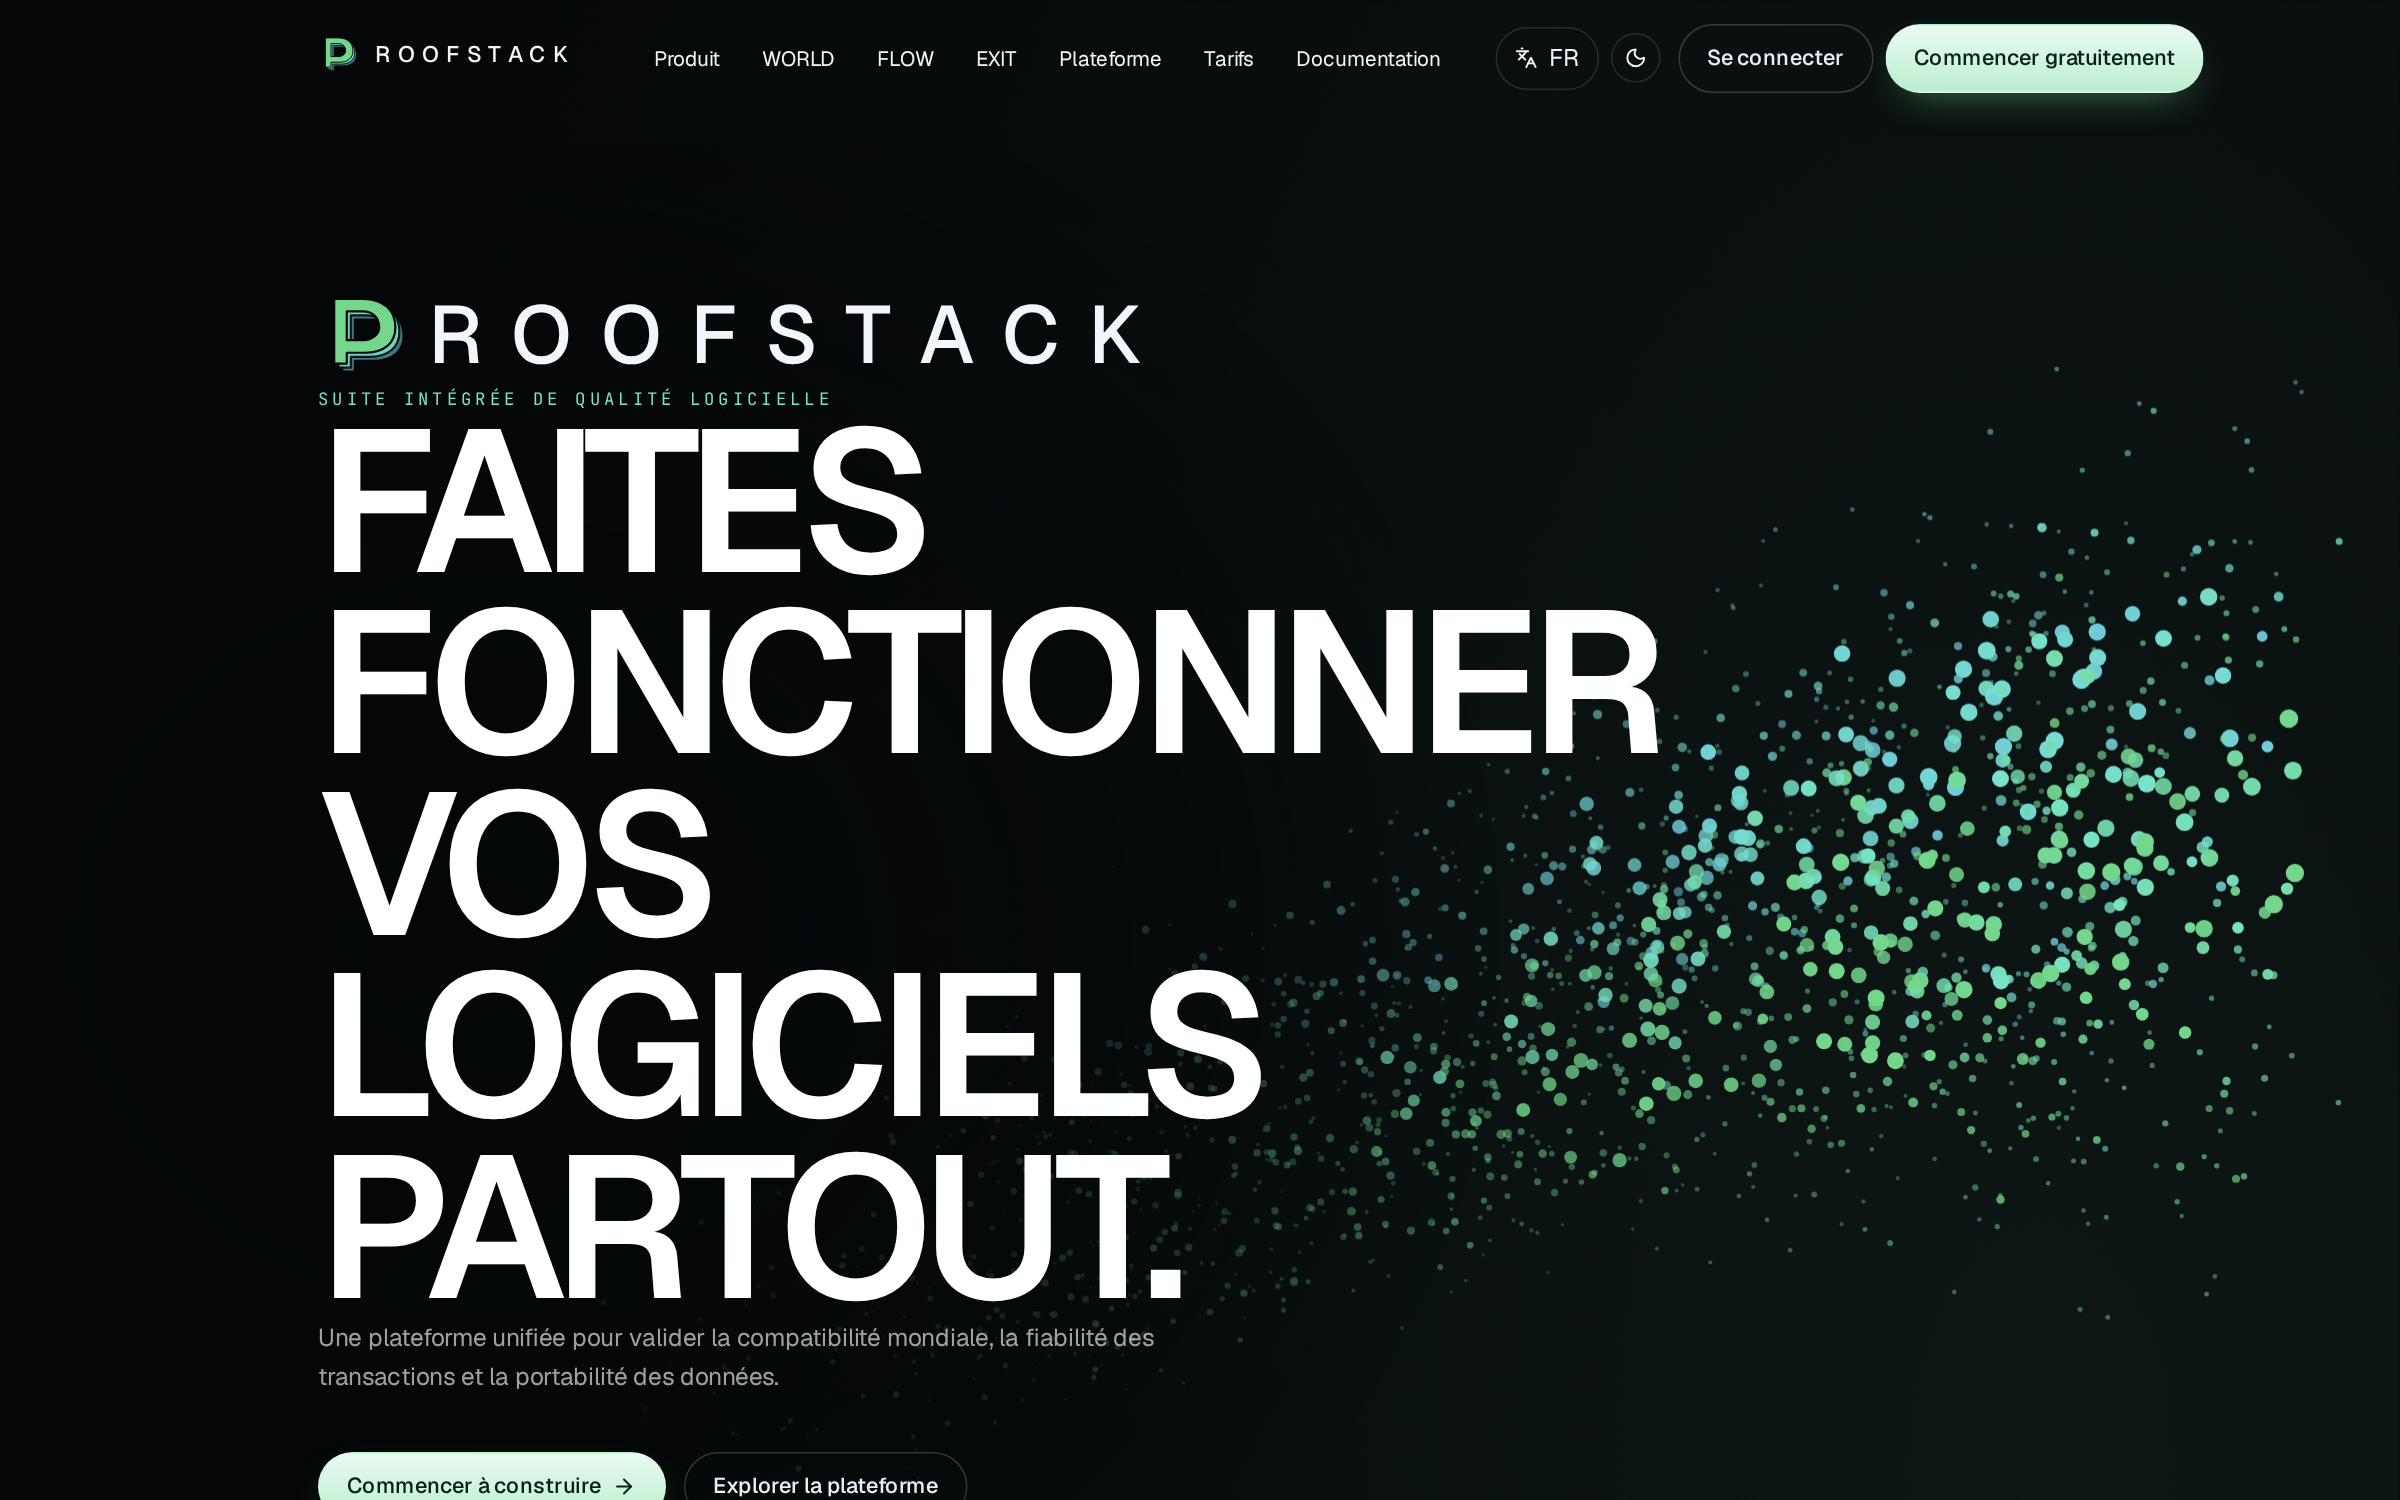 ROOFSTACK
Produit WORLD FLOW EXIT Plateforme Tarifs Documentation FR Se connecter Commencer gratuitement
ROOFSTACK
SUITE INTÉGRÉE DE QUALITÉ LOGICIELLE
FAITES
FONCTIONNER
VOS
LOGICIELS
PARTOUT.
Une plateforme unifiée pour valider la compatibilité mondiale, la fiabilité des
transactions et la portabilité des données.
Commencer à construire → Explorer la plateforme